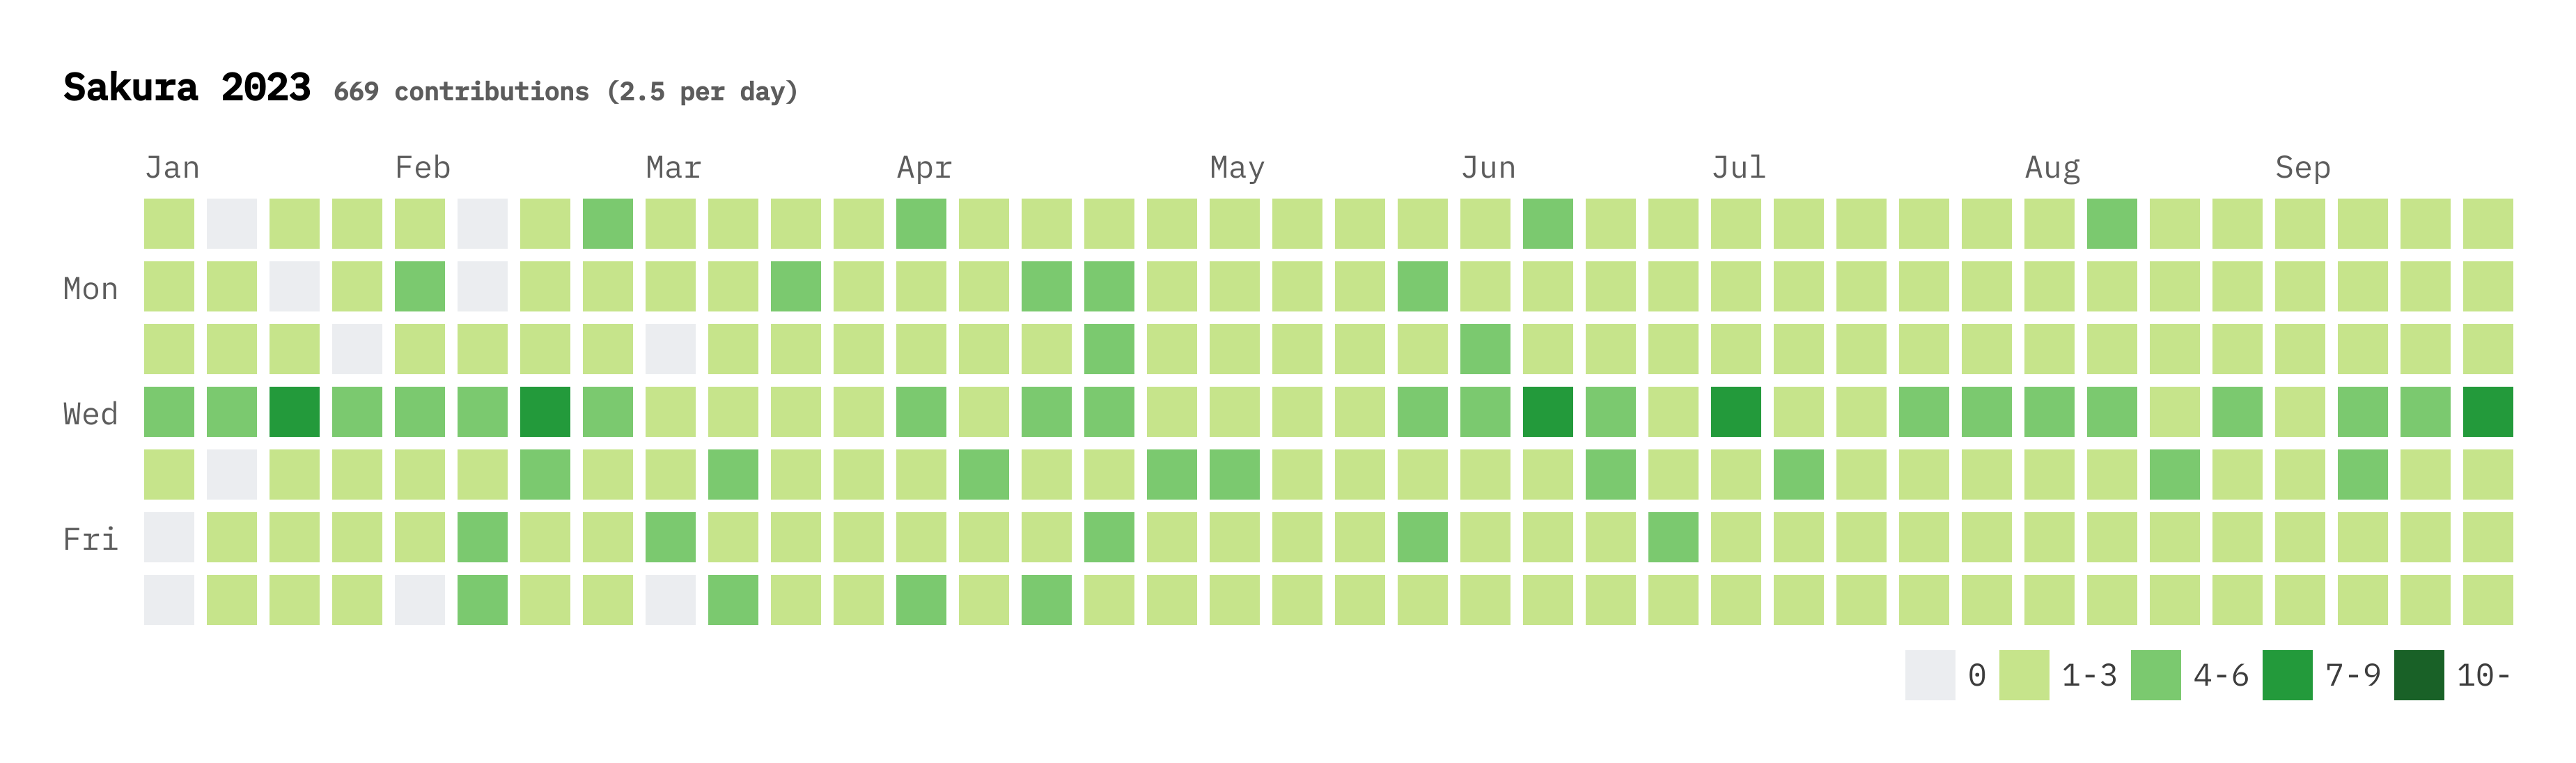 Sakura 2023 669 contributions (2.5 per day)
Jan Feb Mar Apr May Jun Jul Aug Sep
Mon
Wed
Fri
0 1-3 4-6 7-9 10-